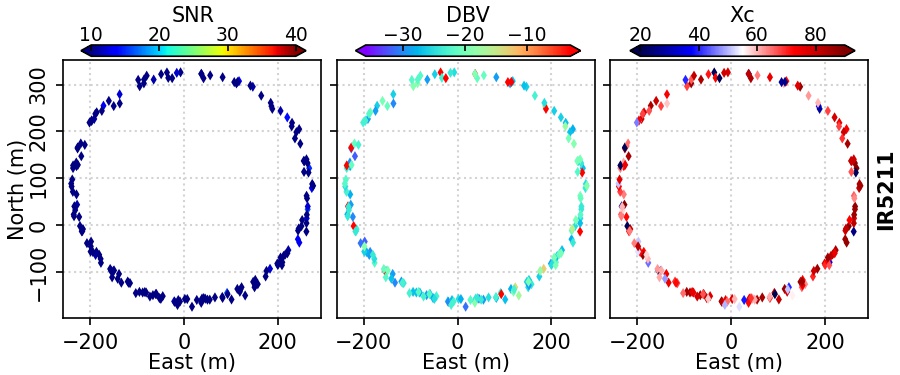 SNR DBV Xc
10 20 30 40 −30 −20 −10 20 40 60 80
North (m)
300
200
100
0
−100
IR5211
−200 0 200 −200 0 200 −200 0 200
East (m) East (m) East (m)